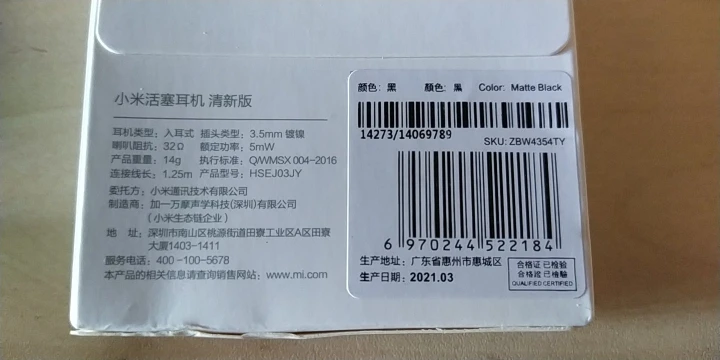 小米活塞耳机 清新版
耳机类型：入耳式 插头类型：3.5mm 镀镍
喇叭阻抗：32Ω 额定功率：5mW
产品重量：14g 执行标准：Q/WMSX 004-2016
连接线长：1.25m 产品型号：HSEJ03JY
委托方：小米通讯技术有限公司
制造商：加一万摩声学科技(深圳)有限公司
(小米生态链企业)
地 址：深圳市南山区桃源街道田寮工业区A区田寮
大厦1403-1411
服务电话：400-100-5678
本产品的相关信息请查询销售网站：www.mi.com
颜色：黑 顏色：黑 Color: Matte Black
14273/14069789
SKU: ZBW4354TY
6 970244 522184
生产地址：广东省惠州市惠城区
生产日期：2021.03
合格证 已检验
合格證 已檢驗
QUALIFIED CERTIFIED